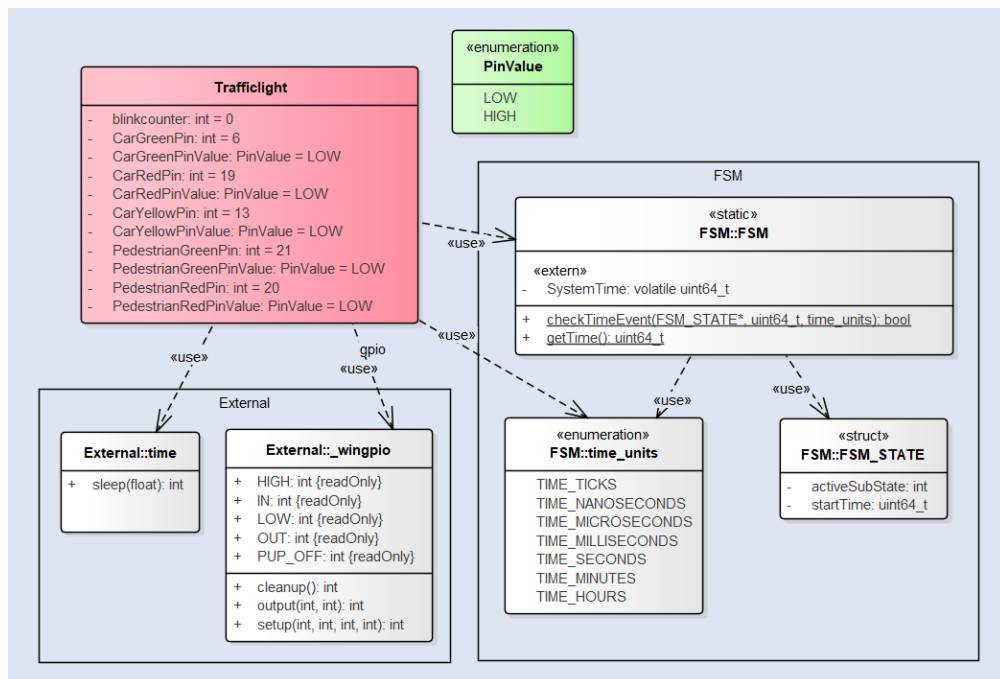 «enumeration»
PinValue
LOW
HIGH
Trafficlight
- blinkcounter: int = 0
- CarGreenPin: int = 6
- CarGreenPinValue: PinValue = LOW
- CarRedPin: int = 19
- CarRedPinValue: PinValue = LOW
- CarYellowPin: int = 13
- CarYellowPinValue: PinValue = LOW
- PedestrianGreenPin: int = 21
- PedestrianGreenPinValue: PinValue = LOW
- PedestrianRedPin: int = 20
- PedestrianRedPinValue: PinValue = LOW
FSM
«static»
FSM::FSM
«extern»
- SystemTime: volatile uint64_t
+ checkTimeEvent(FSM_STATE*, uint64_t, time_units): bool
+ getTime(): uint64_t
«use»
«use»
«use»
gpio
«use»
«use»
«use»
External
External::time
+ sleep(float): int
External::_wingpio
+ HIGH: int {readOnly}
+ IN: int {readOnly}
+ LOW: int {readOnly}
+ OUT: int {readOnly}
+ PUP_OFF: int {readOnly}
+ cleanup(): int
+ output(int, int): int
+ setup(int, int, int, int): int
«enumeration»
FSM::time_units
TIME_TICKS
TIME_NANOSECONDS
TIME_MICROSECONDS
TIME_MILLISECONDS
TIME_SECONDS
TIME_MINUTES
TIME_HOURS
«struct»
FSM::FSM_STATE
- activeSubState: int
- startTime: uint64_t